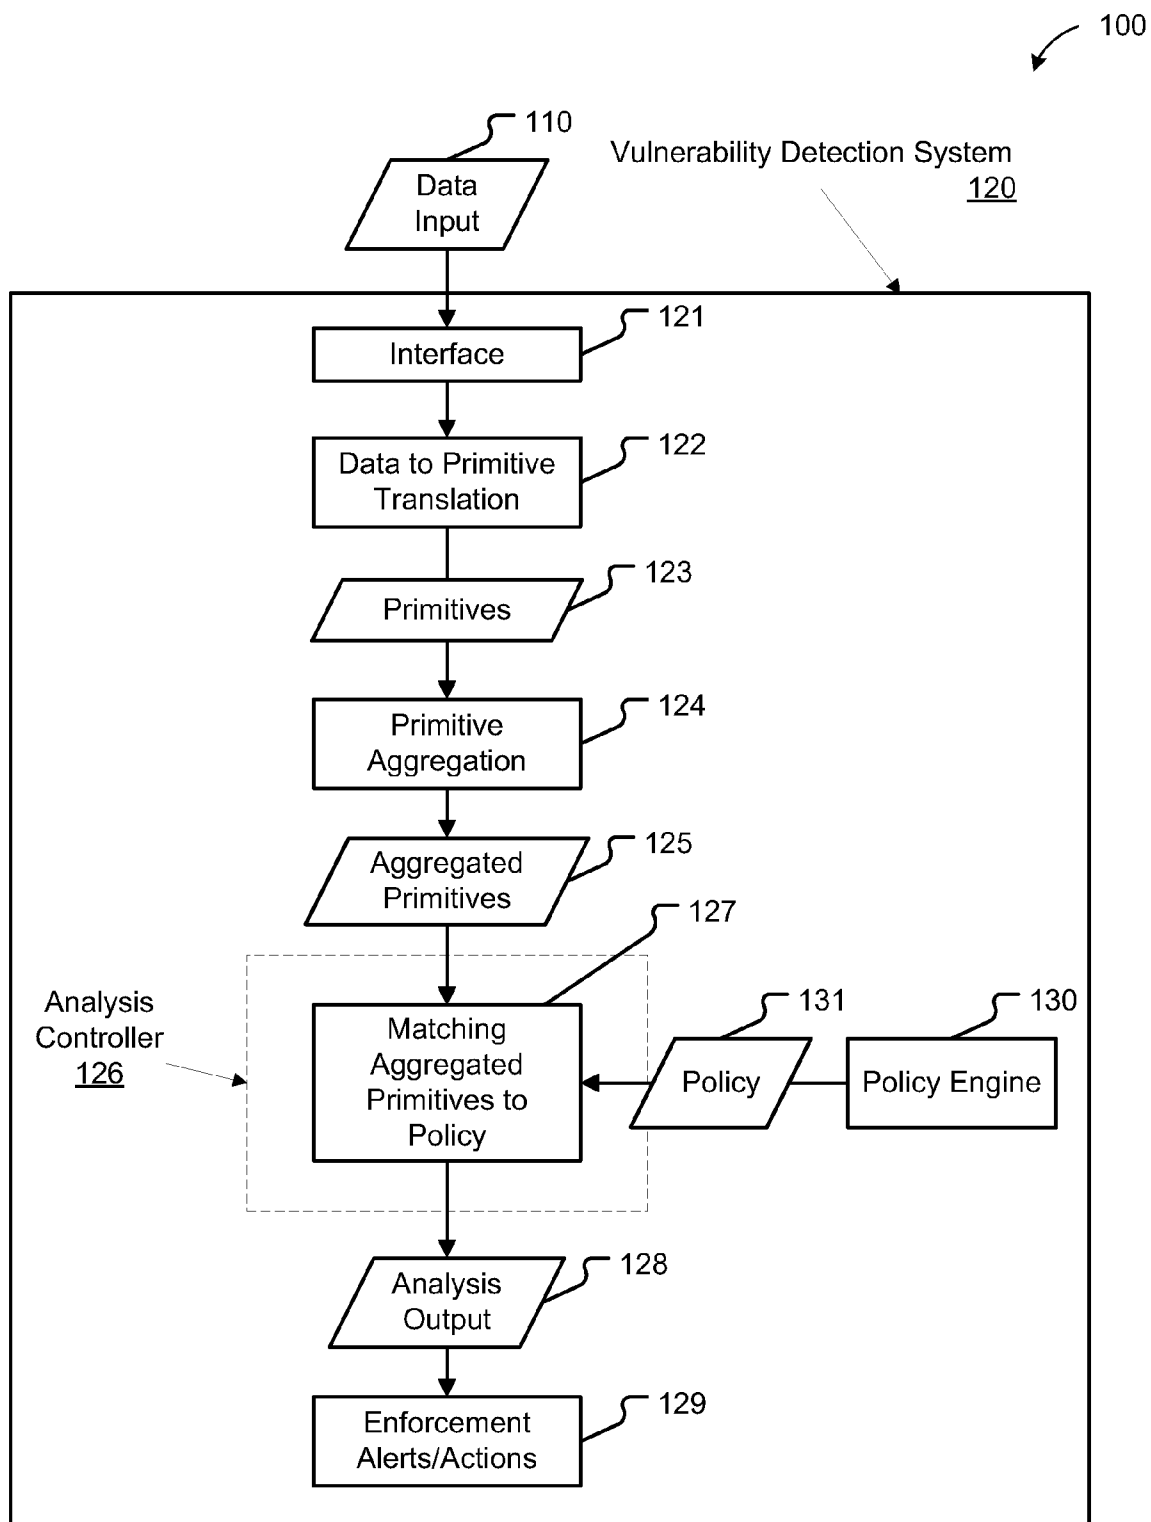 100
110
Vulnerability Detection System
120
Data
Input
121
Interface
122
Data to Primitive
Translation
123
Primitives
124
Primitive
Aggregation
125
Aggregated
Primitives
127
Analysis
Controller
126
Matching
Aggregated
Primitives to
Policy
131
130
Policy
Policy Engine
128
Analysis
Output
129
Enforcement
Alerts/Actions